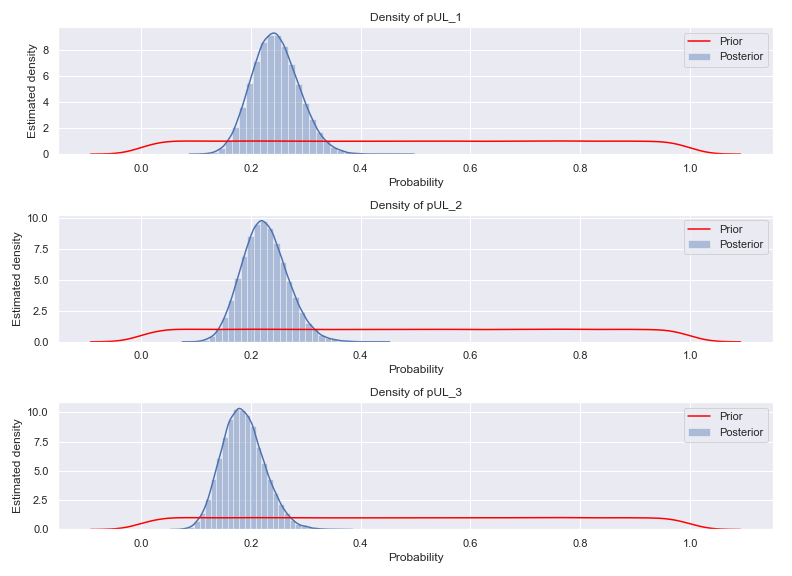 Density of pUL_1
Prior
Posterior
Estimated density
8
6
4
2
0
0.0 0.2 0.4 0.6 0.8 1.0
Probability
Density of pUL_2
Prior
Posterior
Estimated density
10.0
7.5
5.0
2.5
0.0
0.0 0.2 0.4 0.6 0.8 1.0
Probability
Density of pUL_3
Prior
Posterior
Estimated density
10.0
7.5
5.0
2.5
0.0
0.0 0.2 0.4 0.6 0.8 1.0
Probability